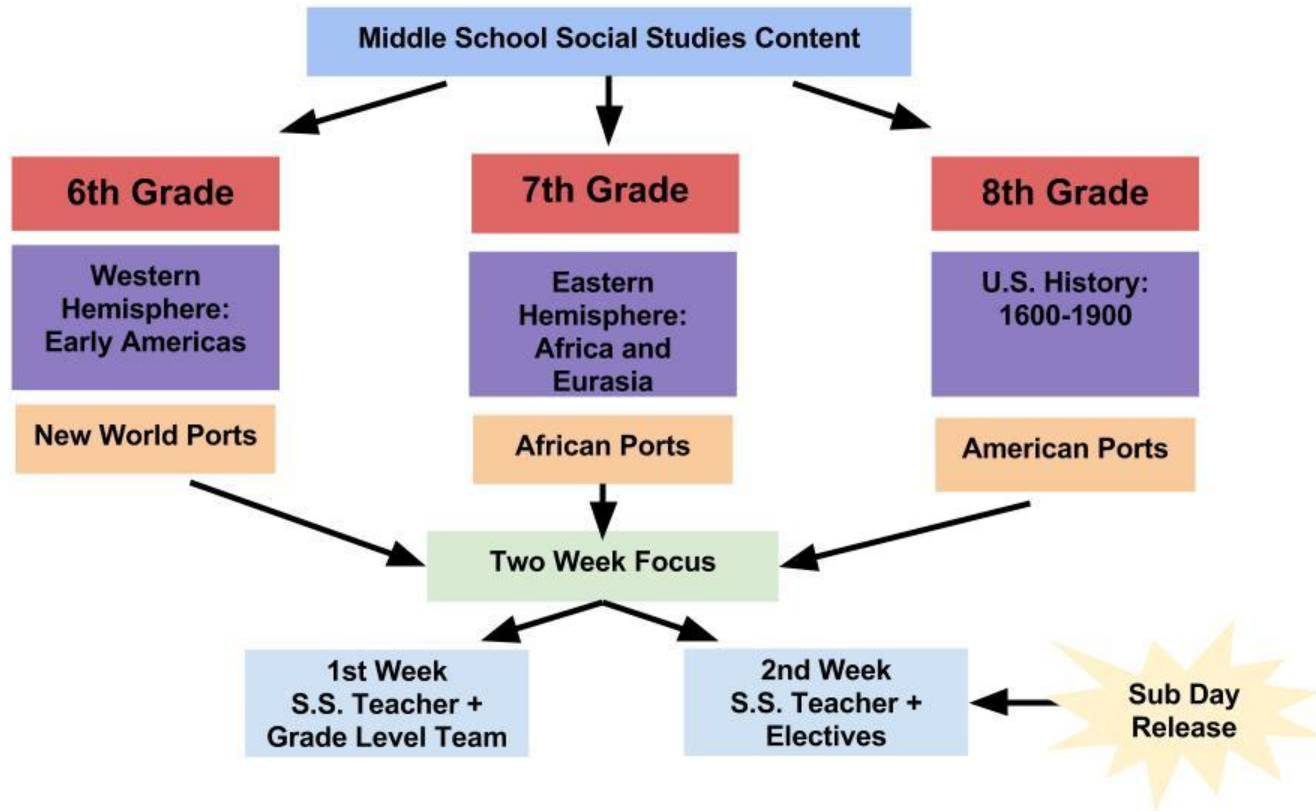 Middle School Social Studies Content
6th Grade
7th Grade
8th Grade
Western
Hemisphere:
Early Americas
Eastern
Hemisphere:
Africa and
Eurasia
U.S. History:
1600-1900
New World Ports
African Ports
American Ports
Two Week Focus
1st Week
S.S. Teacher +
Grade Level Team
2nd Week
S.S. Teacher +
Electives
Sub Day
Release